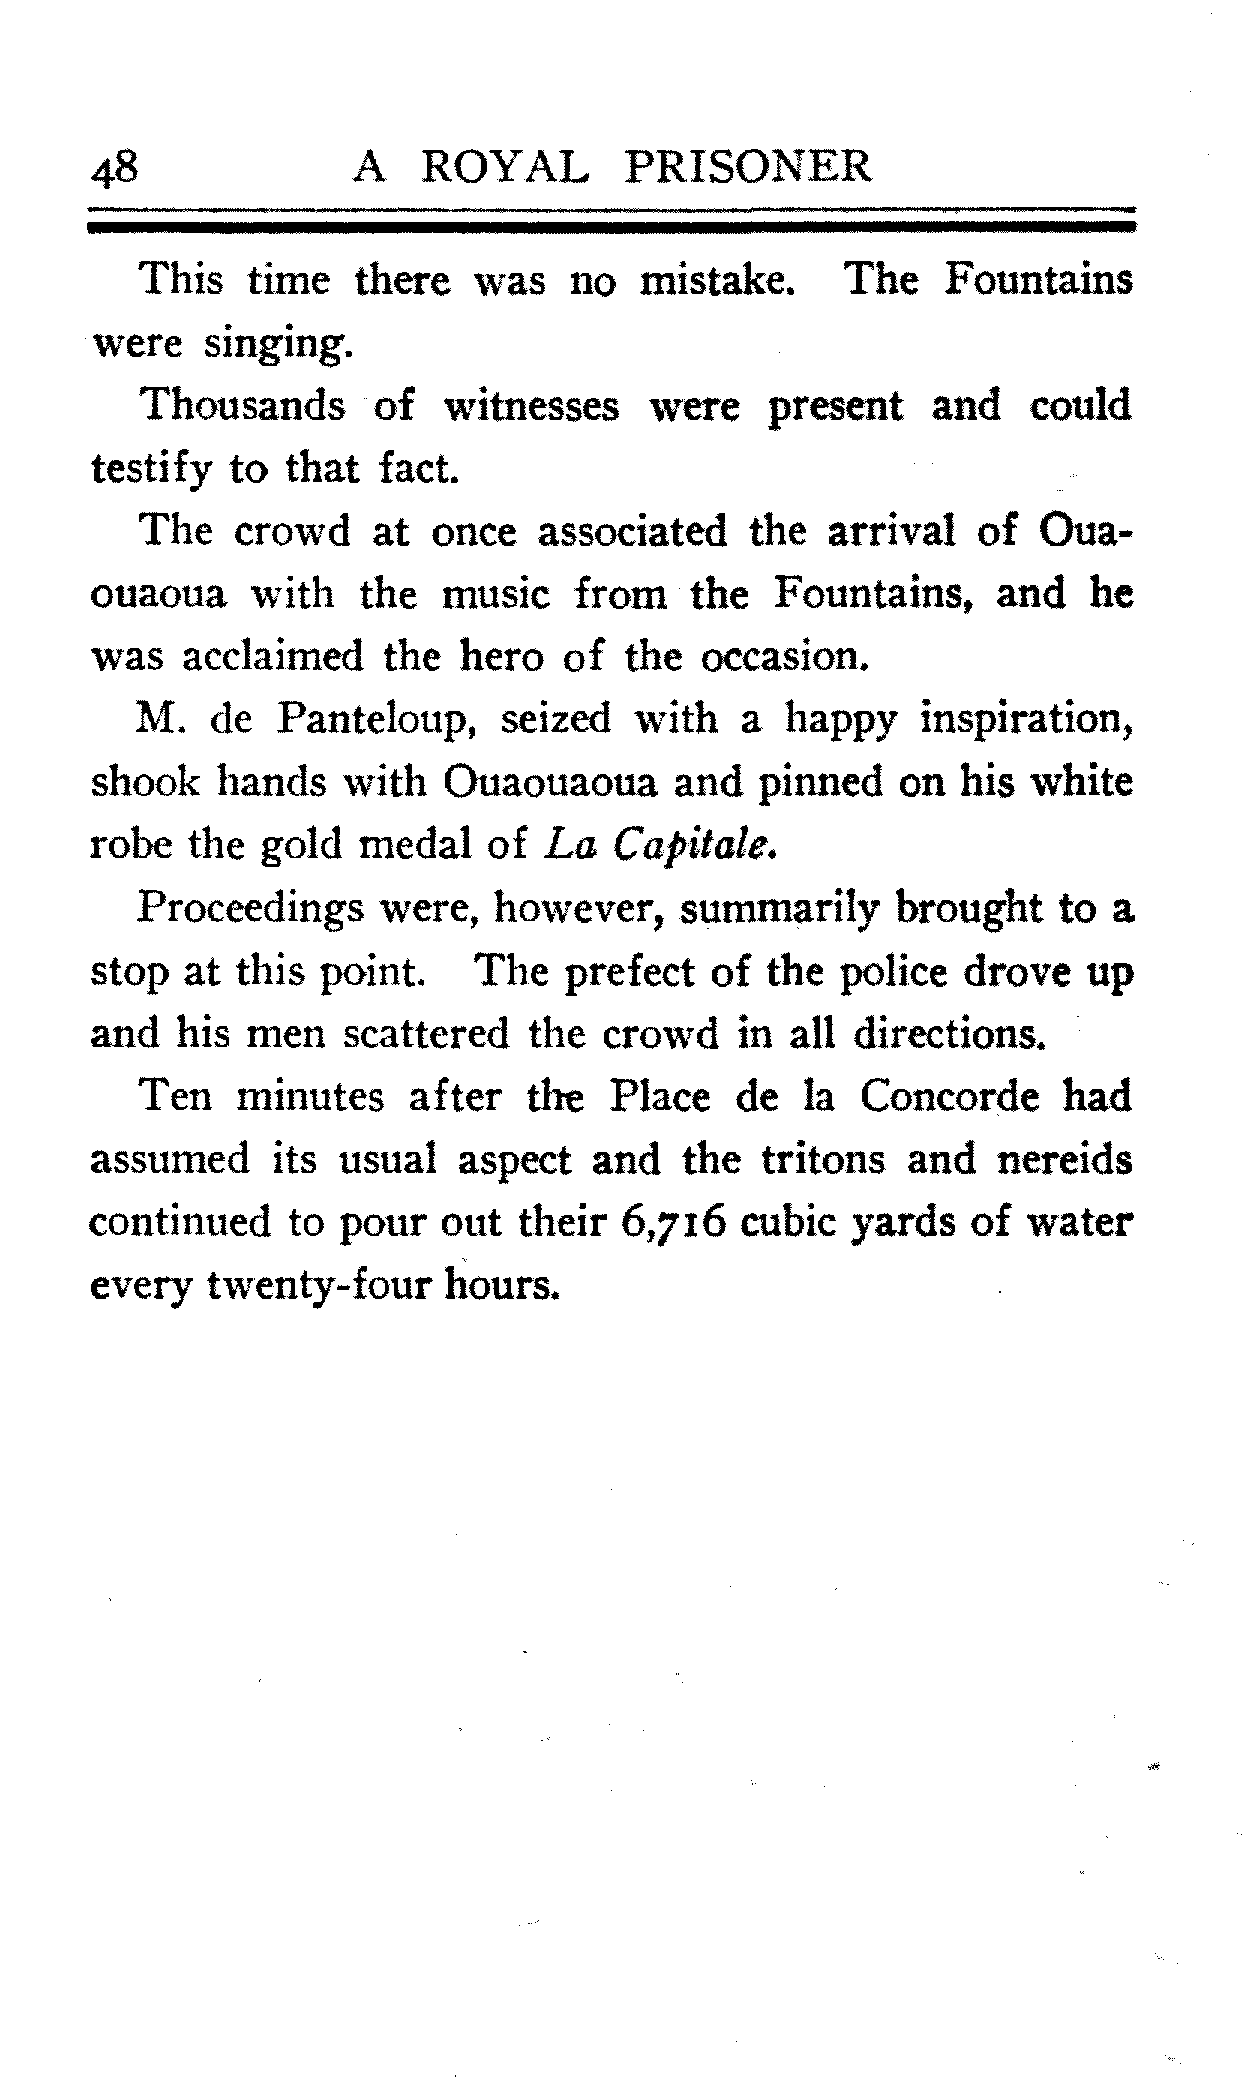 48 A ROYAL PRISONER
This time there was no mistake. The Fountains
were singing.
Thousands of witnesses were present and could
testify to that fact.
The crowd at once associated the arrival of Oua-
ouaoua with the music from the Fountains, and he
was acclaimed the hero of the occasion.
M. de Panteloup, seized with a happy inspiration,
shook hands with Ouaouaoua and pinned on his white
robe the gold medal of La Capitale.
Proceedings were, however, summarily brought to a
stop at this point. The prefect of the police drove up
and his men scattered the crowd in all directions.
Ten minutes after the Place de la Concorde had
assumed its usual aspect and the tritons and nereids
continued to pour out their 6,716 cubic yards of water
every twenty-four hours.